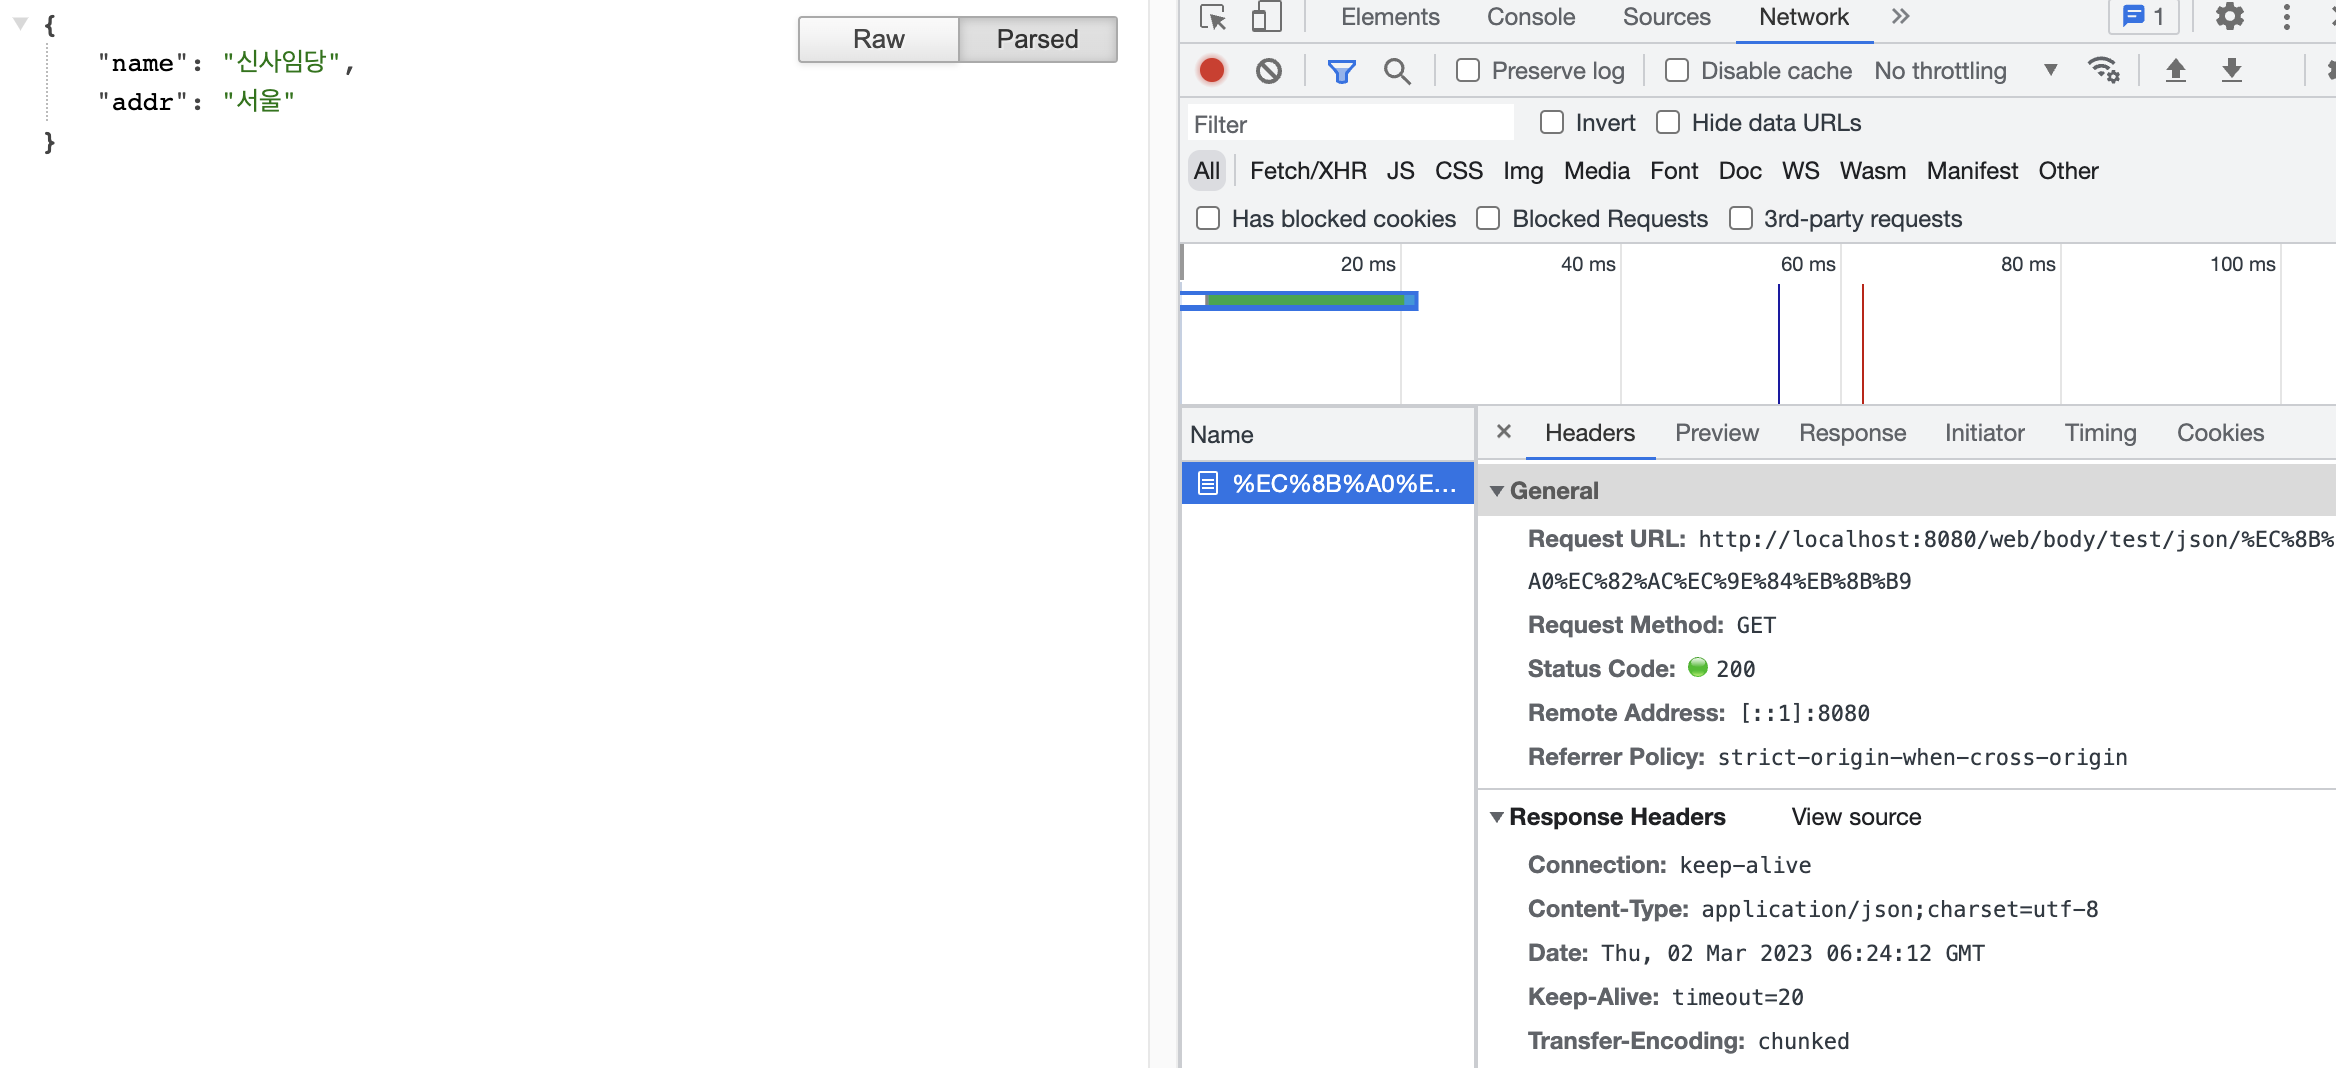 {
"name": "신사임당",
"addr": "서울"
}
Raw Parsed
Elements Console Sources Network 1
Preserve log Disable cache No throttling
Filter Invert Hide data URLs
All Fetch/XHR JS CSS Img Media Font Doc WS Wasm Manifest Other
Has blocked cookies Blocked Requests 3rd-party requests
20 ms 40 ms 60 ms 80 ms 100 ms
Name
%EC%8B%A0%E...
Headers Preview Response Initiator Timing Cookies
General
Request URL: http://localhost:8080/web/body/test/json/%EC%8B%
A0%EC%82%AC%EC%9E%84%EB%8B%B9
Request Method: GET
Status Code: 200
Remote Address: [::1]:8080
Referrer Policy: strict-origin-when-cross-origin
Response Headers View source
Connection: keep-alive
Content-Type: application/json;charset=utf-8
Date: Thu, 02 Mar 2023 06:24:12 GMT
Keep-Alive: timeout=20
Transfer-Encoding: chunked